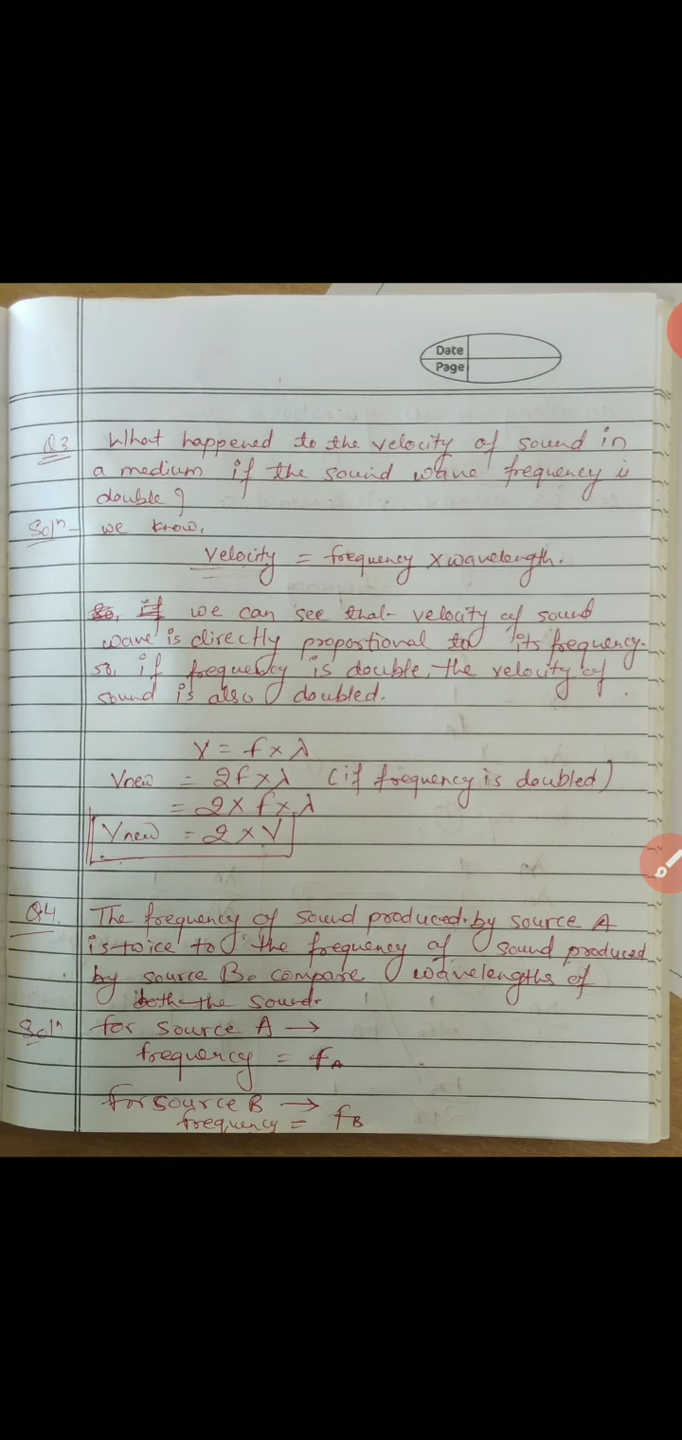 Date
Page
Q3 What happened to the velocity of sound in
a medium if the sound wave frequency is
double?
Solⁿ- we know,
Velocity = frequency × wavelength.
So, if we can see that velocity of sound
wave is directly proportional to its frequency.
so, if frequency is double, the velocity of
sound is also doubled.
V = f × λ
Vnew = 2f × λ (if frequency is doubled)
= 2 × f × λ
Vnew = 2 × V
Q4. The frequency of sound produced by source A
is twice to the frequency of sound produced
by source B. compare wavelengths of
both the sound.
Solⁿ for source A →
frequency = fA
for source B →
frequency = fB